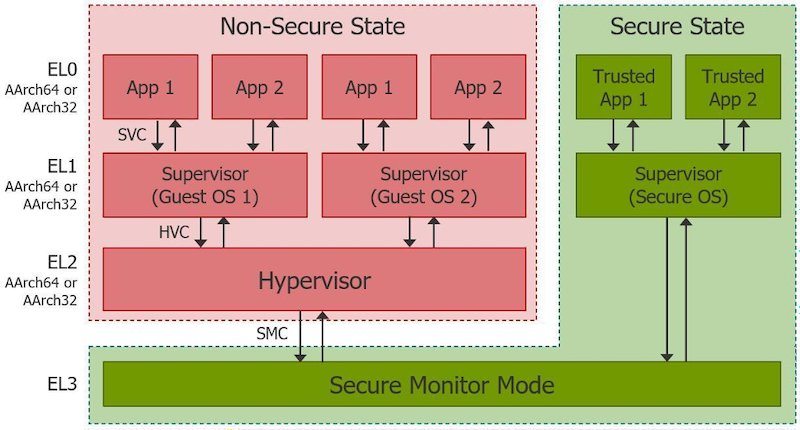 Non-Secure State
Secure State
EL0
AArch64 or
AArch32
App 1
App 2
App 1
App 2
Trusted
App 1
Trusted
App 2
SVC
EL1
AArch64 or
AArch32
Supervisor
(Guest OS 1)
Supervisor
(Guest OS 2)
Supervisor
(Secure OS)
HVC
EL2
AArch64 or
AArch32
Hypervisor
SMC
EL3
Secure Monitor Mode